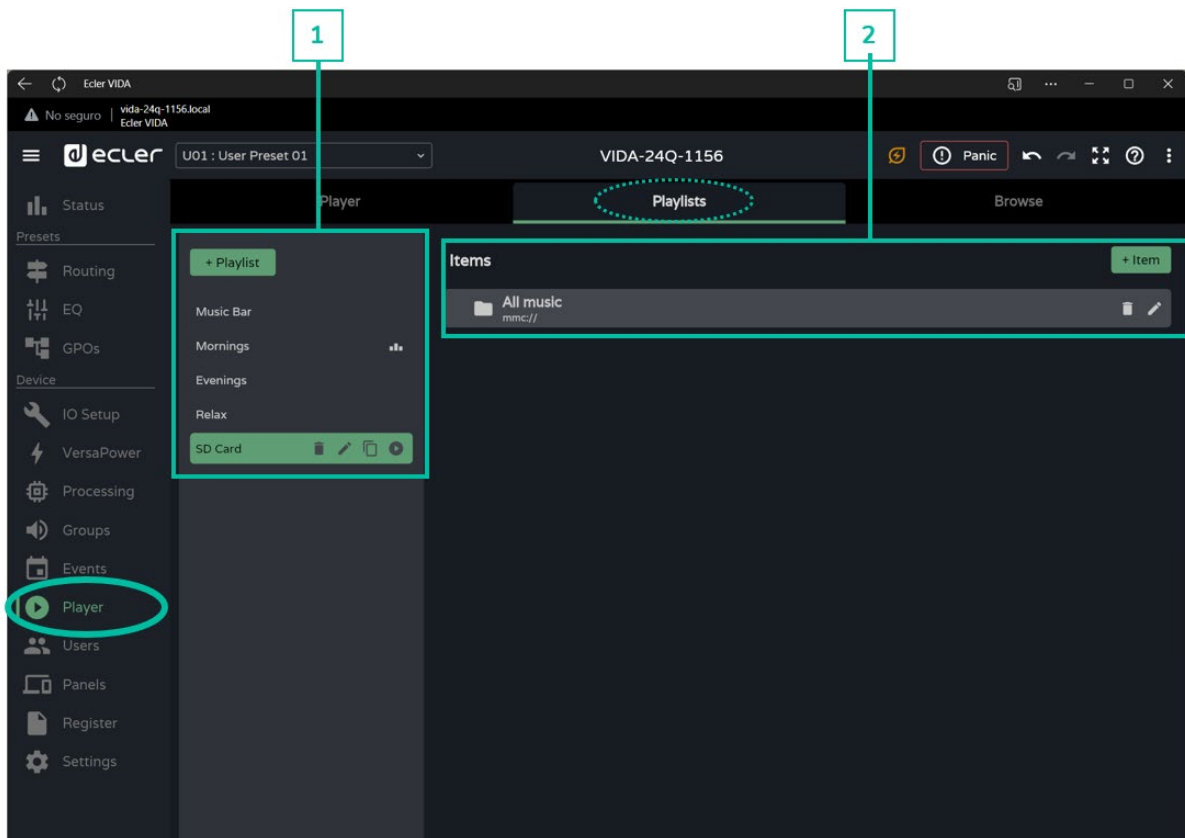 1
2
Ecler VIDA
No seguro
vida-24q-1156.local
Ecler VIDA
ecler
U01 : User Preset 01
VIDA-24Q-1156
Panic
Status
Presets
Routing
EQ
GPOs
Device
IO Setup
VersaPower
Processing
Groups
Events
Player
Users
Panels
Register
Settings
Player
Playlists
Browse
+ Playlist
Music Bar
Mornings
Evenings
Relax
SD Card
Items
+ Item
All music
mmc://